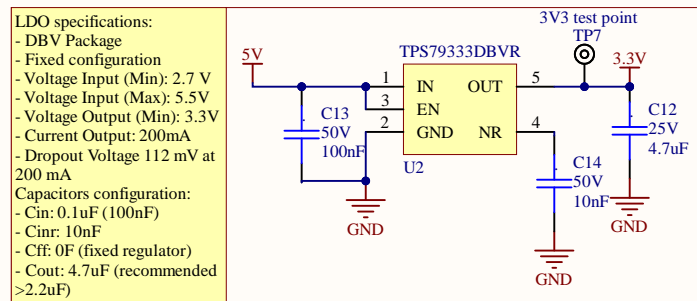 LDO specifications:
- DBV Package
- Fixed configuration
- Voltage Input (Min): 2.7 V
- Voltage Input (Max): 5.5V
- Voltage Output (Min): 3.3V
- Current Output: 200mA
- Dropout Voltage 112 mV at
200 mA
Capacitors configuration:
- Cin: 0.1uF (100nF)
- Cinr: 10nF
- Cff: 0F (fixed regulator)
- Cout: 4.7uF (recommended
>2.2uF)
3V3 test point
TP7
5V
TPS79333DBVR
3.3V
1
IN
OUT
5
3
EN
2
GND
NR
4
U2
C13
50V
100nF
C12
25V
4.7uF
C14
50V
10nF
GND
GND
GND